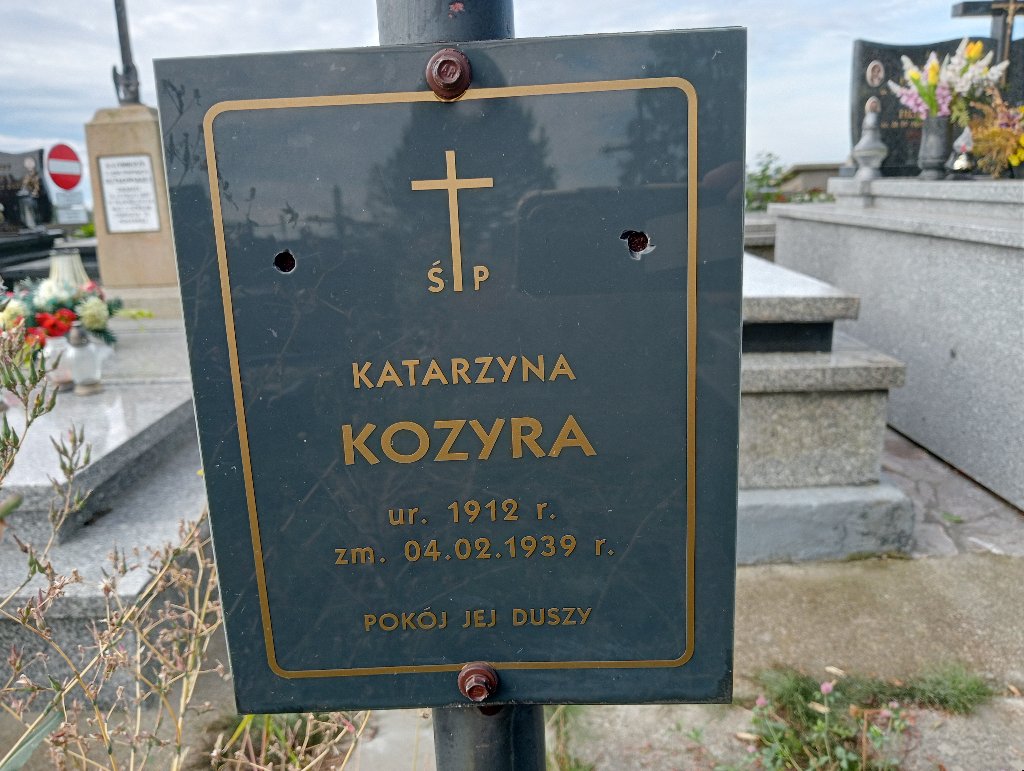 Ś P
KATARZYNA
KOZYRA
ur. 1912 r.
zm. 04.02.1939 r.
POKÓJ JEJ DUSZY